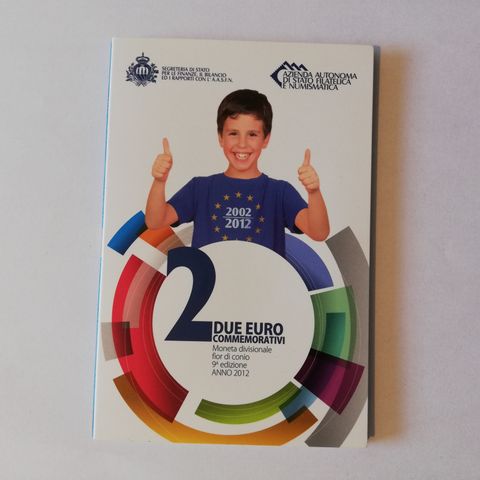 SEGRETERIA DI STATO
PER LE FINANZE, IL BILANCIO
ED I RAPPORTI CON L'A.A.S.F.N.
AZIENDA AUTONOMA
DI STATO FILATELICA
E NUMISMATICA
2002
2012
2 DUE EURO
COMMEMORATIVI
Moneta divisionale
fior di conio
9ª edizione
ANNO 2012